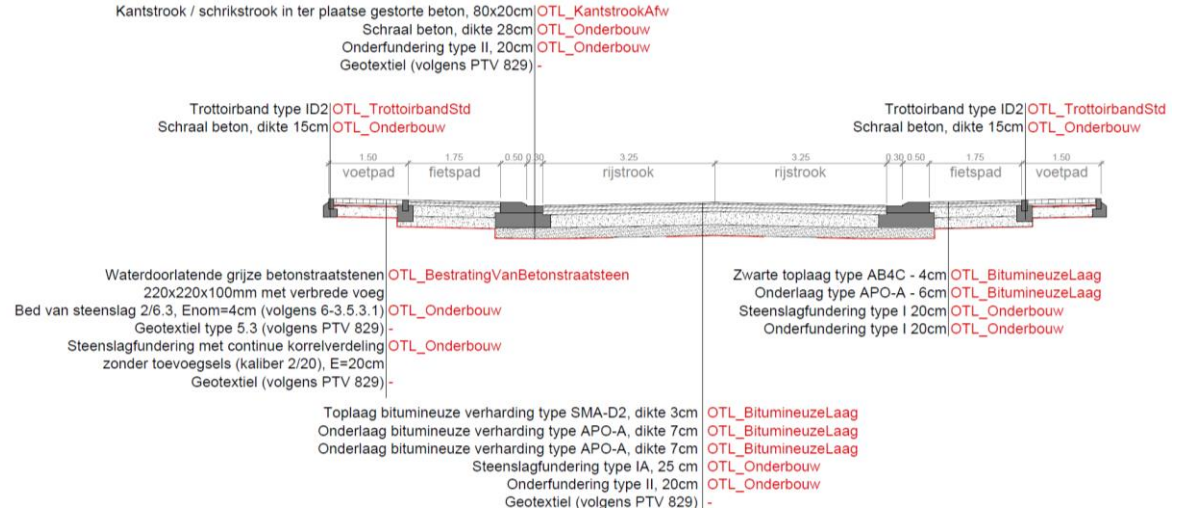 Kantstrook / schrikstrook in ter plaatse gestorte beton, 80x20cm OTL_KantstrookAfw
Schraal beton, dikte 28cm OTL_Onderbouw
Onderfundering type II, 20cm OTL_Onderbouw
Geotextiel (volgens PTV 829) -
Trottoirband type ID2 OTL_TrottoirbandStd
Schraal beton, dikte 15cm OTL_Onderbouw
Trottoirband type ID2 OTL_TrottoirbandStd
Schraal beton, dikte 15cm OTL_Onderbouw
1.50 1.75 0.50 0.30 3.25 3.25 0.30 0.50 1.75 1.50
voetpad fietspad rijstrook rijstrook fietspad voetpad
Waterdoorlatende grijze betonstraatstenen OTL_BestratingVanBetonstraatsteen
220x220x100mm met verbrede voeg
Bed van steenslag 2/6.3, Enom=4cm (volgens 6-3.5.3.1) OTL_Onderbouw
Geotextiel type 5.3 (volgens PTV 829) -
Steenslagfundering met continue korrelverdeling OTL_Onderbouw
zonder toevoegsels (kaliber 2/20), E=20cm
Geotextiel (volgens PTV 829) -
Zwarte toplaag type AB4C - 4cm OTL_BitumineuzeLaag
Onderlaag type APO-A - 6cm OTL_BitumineuzeLaag
Steenslagfundering type I 20cm OTL_Onderbouw
Onderfundering type I 20cm OTL_Onderbouw
Toplaag bitumineuze verharding type SMA-D2, dikte 3cm OTL_BitumineuzeLaag
Onderlaag bitumineuze verharding type APO-A, dikte 7cm OTL_BitumineuzeLaag
Onderlaag bitumineuze verharding type APO-A, dikte 7cm OTL_BitumineuzeLaag
Steenslagfundering type IA, 25 cm OTL_Onderbouw
Onderfundering type II, 20cm OTL_Onderbouw
Geotextiel (volgens PTV 829) -